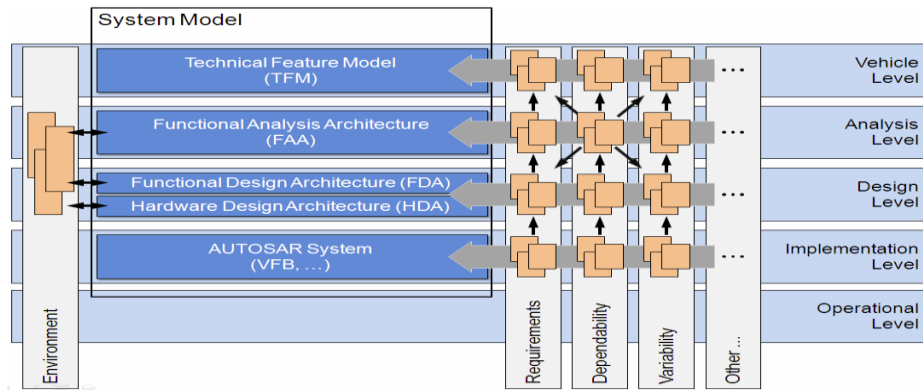 System Model
Technical Feature Model
(TFM)
Vehicle
Level
Functional Analysis Architecture
(FAA)
Analysis
Level
Functional Design Architecture (FDA)
Hardware Design Architecture (HDA)
Design
Level
AUTOSAR System
(VFB, ...)
Implementation
Level
Operational
Level
Environment
Requirements
Dependability
Variability
Other ...